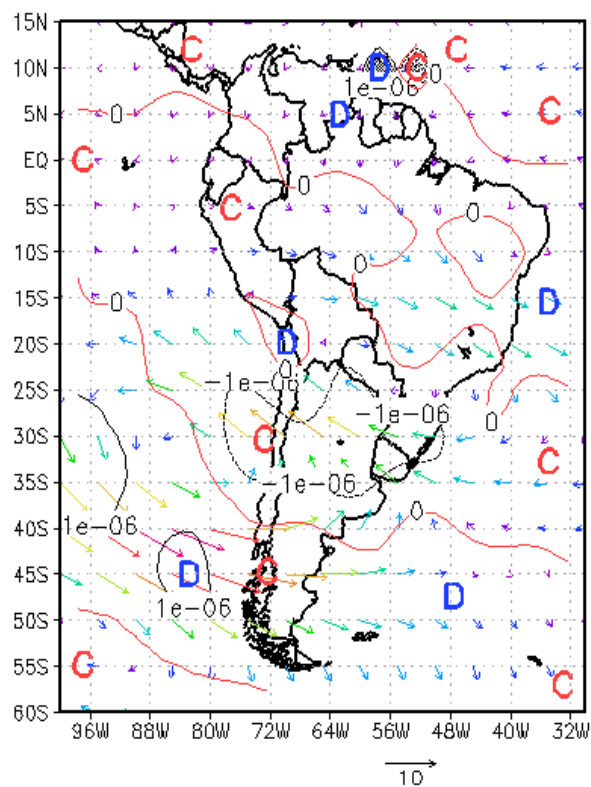 15N
C C
10N D C 0
1e-06
5N 0 D C
EQ C
0
5S C 0
10S 0
15S 0 D
20S D
0
25S -1e-06
-1e-06 0
30S C
C
35S -1e-06
40S 1e-06 0
45S D C
D
50S 1e-06
55S C
C
60S
96W 88W 80W 72W 64W 56W 48W 40W 32W
10